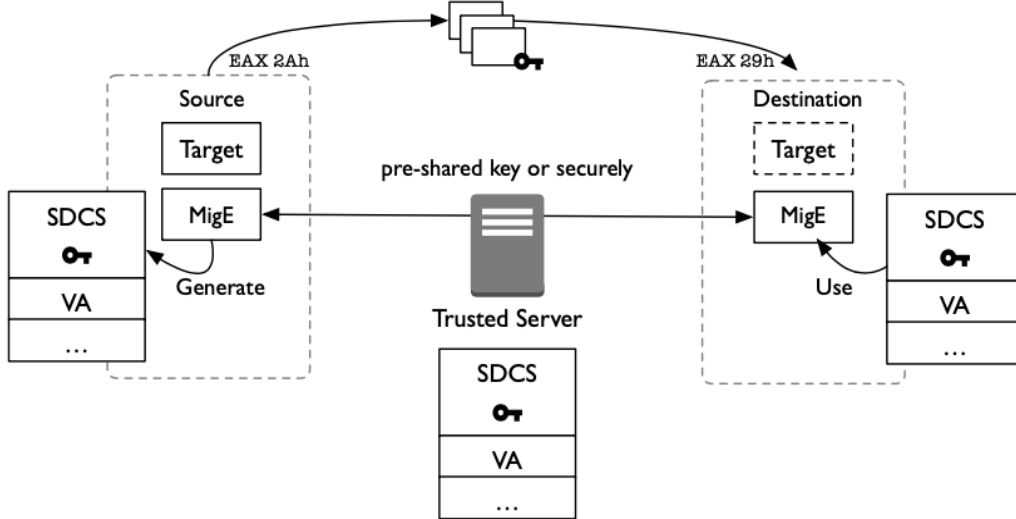 EAX 2Ah
EAX 29h
Source
Target
MigE
Generate
SDCS
VA
...
pre-shared key or securely
Trusted Server
SDCS
VA
...
Destination
Target
MigE
Use
SDCS
VA
...